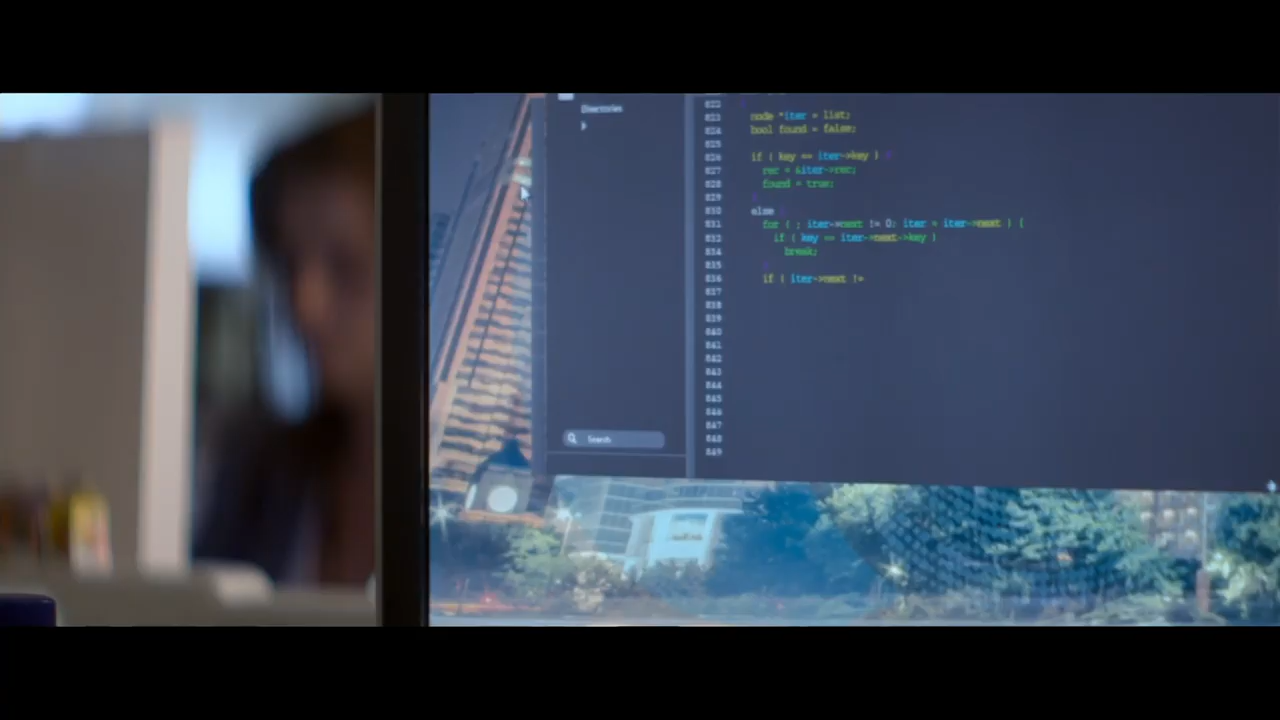 Directories
822
823 node *iter = list;
824 bool found = false;
825
826 if ( key == iter->key ) {
827 rec = &iter->rec;
828 found = true;
829
830 else
831 for ( ; iter->next != 0; iter = iter->next ) {
832 if ( key == iter->next->key )
834 break;
835
836 if ( iter->next !=
837
838
839
840
841
842
843
844
845
846
847
848
849
Search